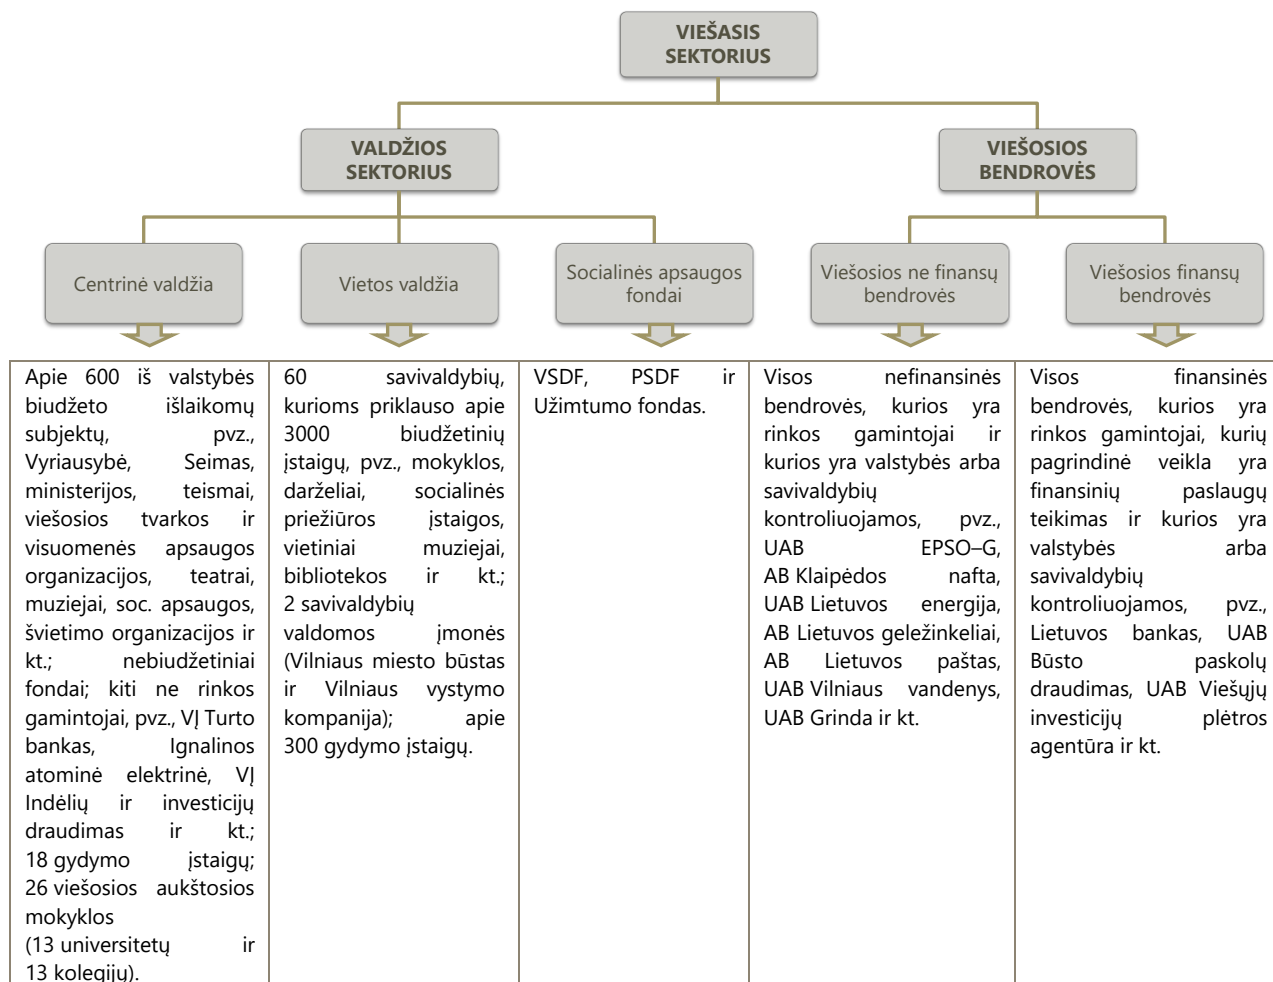 VIEŠASIS
SEKTORIUS
VALDŽIOS
SEKTORIUS
VIEŠOSIOS
BENDROVĖS
Centrinė valdžia
Vietos valdžia
Socialinės apsaugos
fondai
Viešosios ne finansų
bendrovės
Viešosios finansų
bendrovės
Apie 600 iš valstybės
biudžeto išlaikomų
subjektų, pvz.,
Vyriausybė, Seimas,
ministerijos, teismai,
viešosios tvarkos ir
visuomenės apsaugos
organizacijos, teatrai,
muziejai, soc. apsaugos,
švietimo organizacijos ir
kt.; nebiudžetiniai
fondai; kiti ne rinkos
gamintojai, pvz., VĮ Turto
bankas, Ignalinos
atominė elektrinė, VĮ
Indėlių ir investicijų
draudimas ir kt.;
18 gydymo įstaigų;
26 viešosios aukštosios
mokyklos
(13 universitetų ir
13 kolegijų).
60 savivaldybių,
kurioms priklauso apie
3000 biudžetinių
įstaigų, pvz., mokyklos,
darželiai, socialinės
priežiūros įstaigos,
vietiniai muziejai,
bibliotekos ir kt.;
2 savivaldybių
valdomos įmonės
(Vilniaus miesto būstas
ir Vilniaus vystymo
kompanija); apie
300 gydymo įstaigų.
VSDF, PSDF ir
Užimtumo fondas.
Visos nefinansinės
bendrovės, kurios yra
rinkos gamintojai ir
kurios yra valstybės arba
savivaldybių
kontroliuojamos, pvz.,
UAB EPSO–G,
AB Klaipėdos nafta,
UAB Lietuvos energija,
AB Lietuvos geležinkeliai,
AB Lietuvos paštas,
UAB Vilniaus vandenys,
UAB Grinda ir kt.
Visos finansinės
bendrovės, kurios yra
rinkos gamintojai, kurių
pagrindinė veikla yra
finansinių paslaugų
teikimas ir kurios yra
valstybės arba
savivaldybių
kontroliuojamos, pvz.,
Lietuvos bankas, UAB
Būsto paskolų
draudimas, UAB Viešųjų
investicijų plėtros
agentūra ir kt.